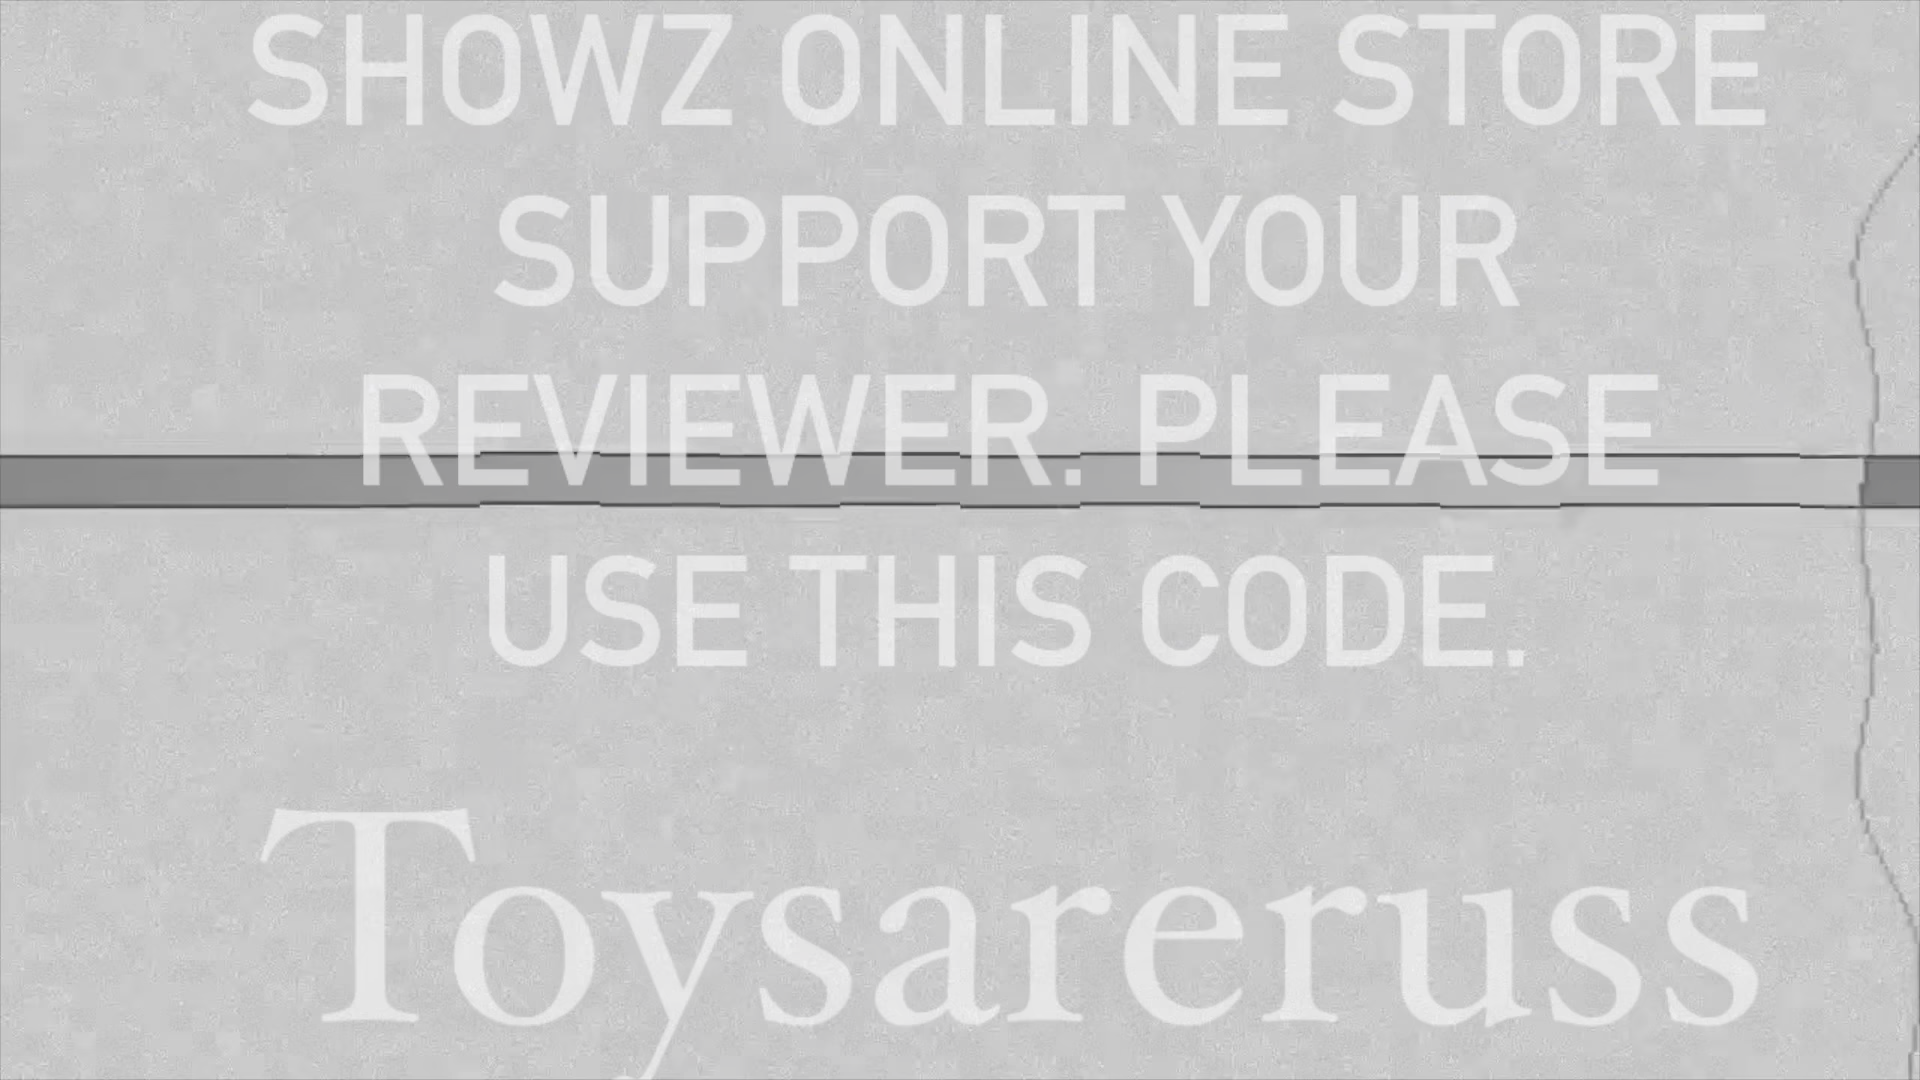 SHOWZ ONLINE STORE
SUPPORT YOUR
REVIEWER. PLEASE
USE THIS CODE.
Toysareruss